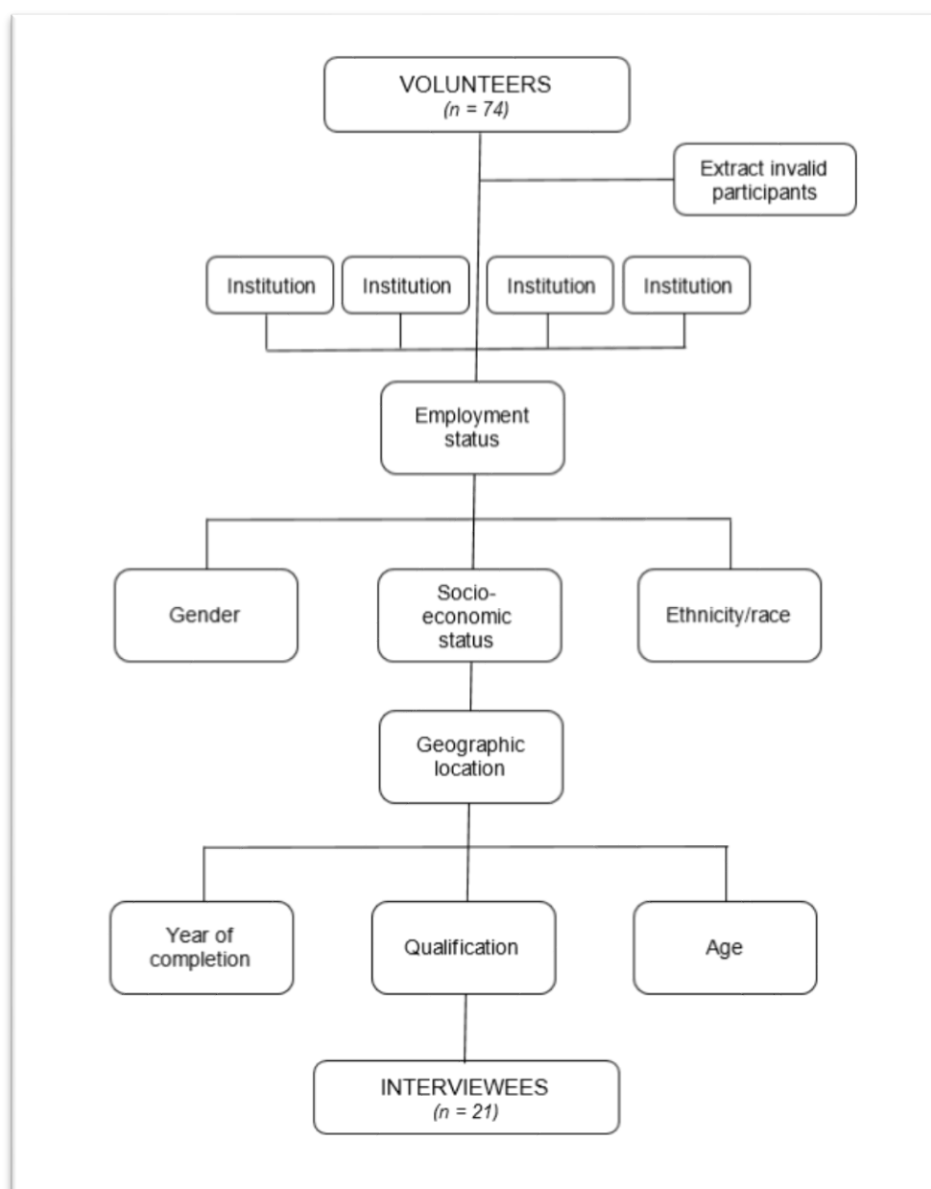 VOLUNTEERS
(n = 74)
Extract invalid
participants
Institution
Institution
Institution
Institution
Employment
status
Gender
Socio-
economic
status
Ethnicity/race
Geographic
location
Year of
completion
Qualification
Age
INTERVIEWEES
(n = 21)